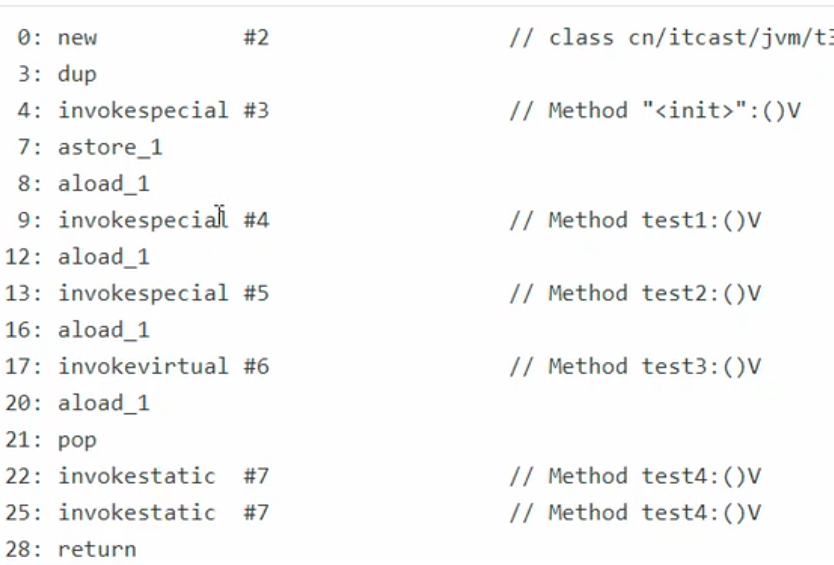 0: new #2 // class cn/itcast/jvm/t3
3: dup
4: invokespecial #3 // Method "<init>":()V
7: astore_1
8: aload_1
9: invokespecial #4 // Method test1:()V
12: aload_1
13: invokespecial #5 // Method test2:()V
16: aload_1
17: invokevirtual #6 // Method test3:()V
20: aload_1
21: pop
22: invokestatic #7 // Method test4:()V
25: invokestatic #7 // Method test4:()V
28: return